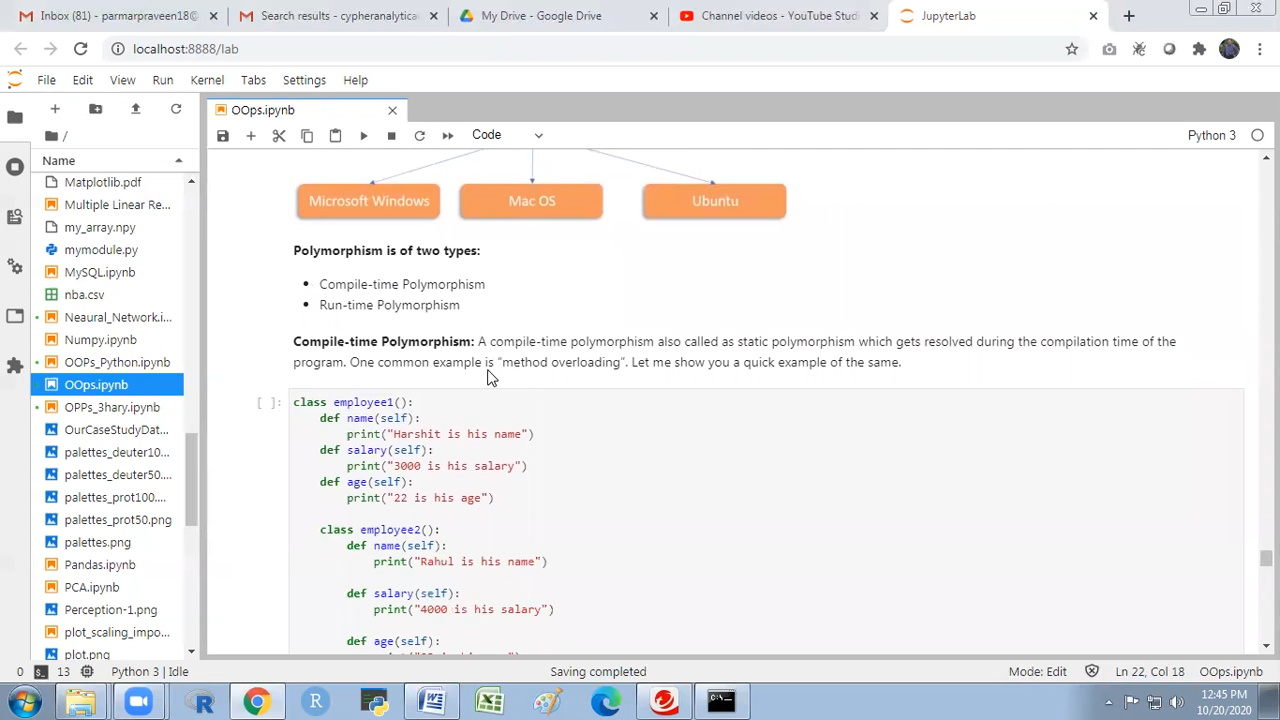 Inbox (81) - parmarpraveen18@
Search results - cypheranalytica
My Drive - Google Drive
Channel videos - YouTube Studi
JupyterLab
localhost:8888/lab
File Edit View Run Kernel Tabs Settings Help
OOps.ipynb
Code
Python 3
/
Name
Matplotlib.pdf
Multiple Linear Re...
my_array.npy
mymodule.py
MySQL.ipynb
nba.csv
Neaural_Network.i...
Numpy.ipynb
OOPs_Python.ipynb
OOps.ipynb
OPPs_3hary.ipynb
OurCaseStudyDat...
palettes_deuter10...
palettes_deuter50....
palettes_prot100....
palettes_prot50.png
palettes.png
Pandas.ipynb
PCA.ipynb
Perception-1.png
plot_scaling_impo...
plot.png
Microsoft Windows
Mac OS
Ubuntu
Polymorphism is of two types:
• Compile-time Polymorphism
• Run-time Polymorphism
Compile-time Polymorphism: A compile-time polymorphism also called as static polymorphism which gets resolved during the compilation time of the
program. One common example is “method overloading”. Let me show you a quick example of the same.
[ ]: class employee1():
def name(self):
print("Harshit is his name")
def salary(self):
print("3000 is his salary")
def age(self):
print("22 is his age")
class employee2():
def name(self):
print("Rahul is his name")
def salary(self):
print("4000 is his salary")
def age(self):
0 13 Python 3 | Idle
Saving completed
Mode: Edit
Ln 22, Col 18 OOps.ipynb
12:45 PM
10/20/2020